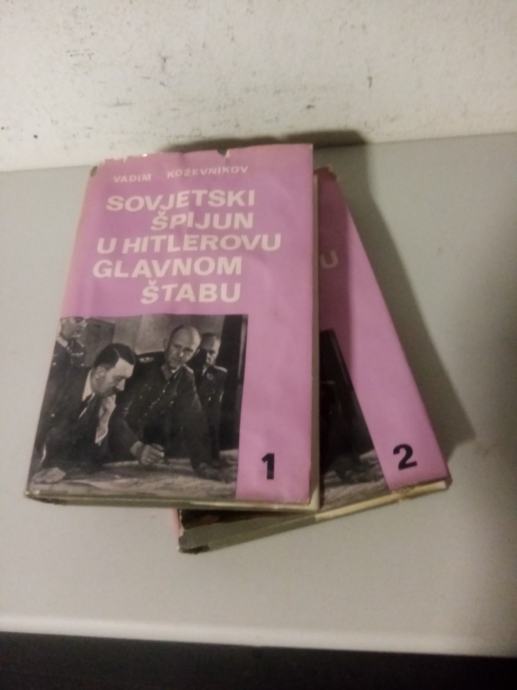 VADIM KOŽEVNIKOV
SOVJETSKI
ŠPIJUN
U HITLEROVU
GLAVNOM
ŠTABU
1
U
2